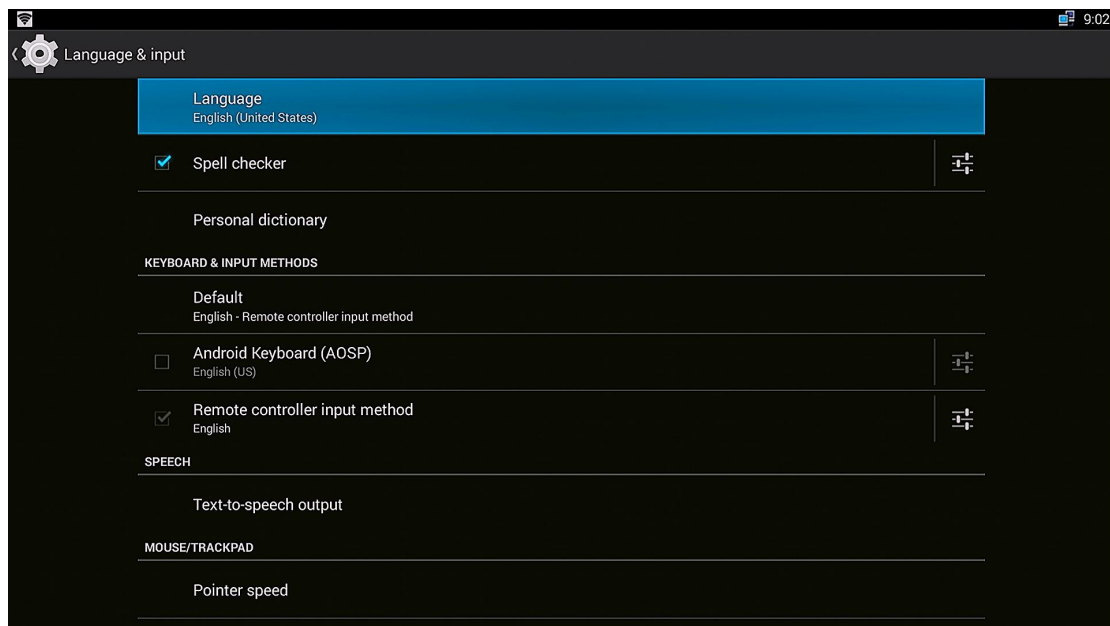 9:02
Language & input
Language
English (United States)
Spell checker
Personal dictionary
KEYBOARD & INPUT METHODS
Default
English - Remote controller input method
Android Keyboard (AOSP)
English (US)
Remote controller input method
English
SPEECH
Text-to-speech output
MOUSE/TRACKPAD
Pointer speed